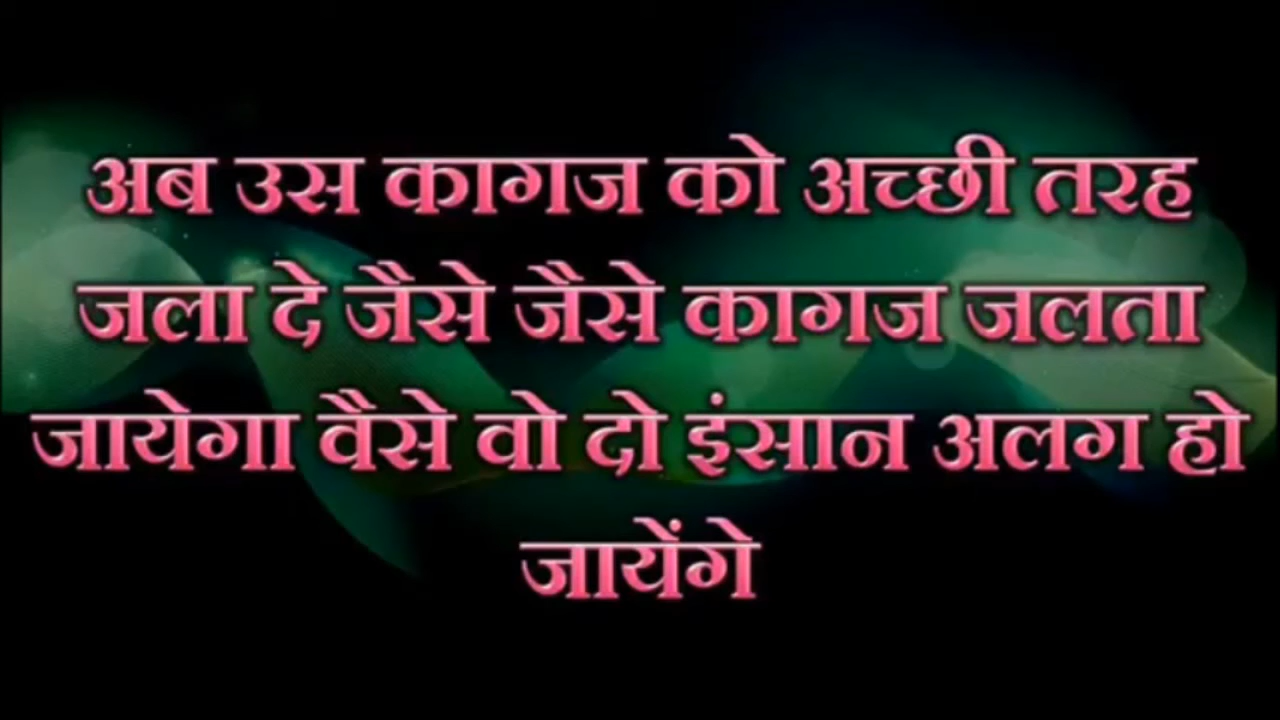 अब उस कागज को अच्छी तरह
जला दे जैसे जैसे कागज जलता
जायेगा वैसे वो दो इंसान अलग हो
जायेंगे